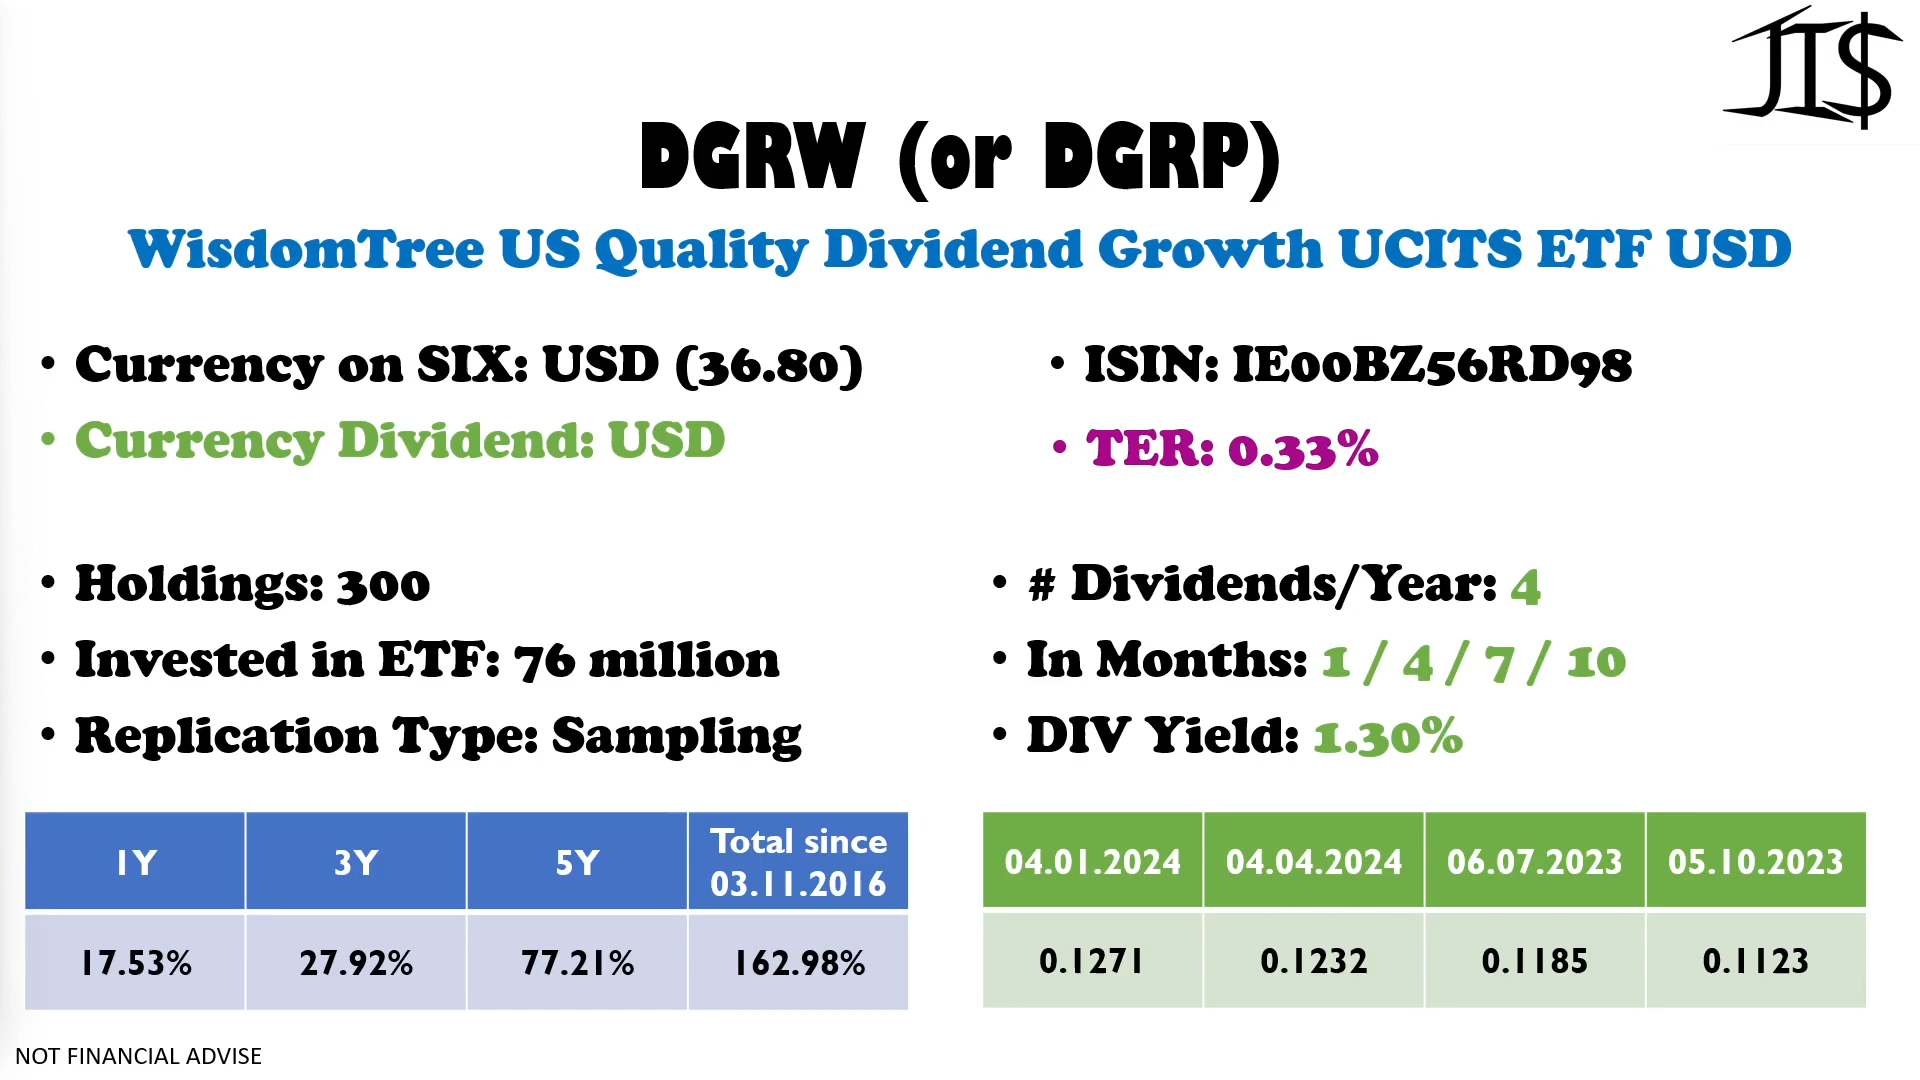 JI$
DGRW (or DGRP)
WisdomTree US Quality Dividend Growth UCITS ETF USD
• Currency on SIX: USD (36.80)
• Currency Dividend: USD
• ISIN: IE00BZ56RD98
• TER: 0.33%
• Holdings: 300
• Invested in ETF: 76 million
• Replication Type: Sampling
• # Dividends/Year: 4
• In Months: 1 / 4 / 7 / 10
• DIV Yield: 1.30%
1Y 3Y 5Y Total since
03.11.2016
17.53% 27.92% 77.21% 162.98%
04.01.2024 04.04.2024 06.07.2023 05.10.2023
0.1271 0.1232 0.1185 0.1123
NOT FINANCIAL ADVISE